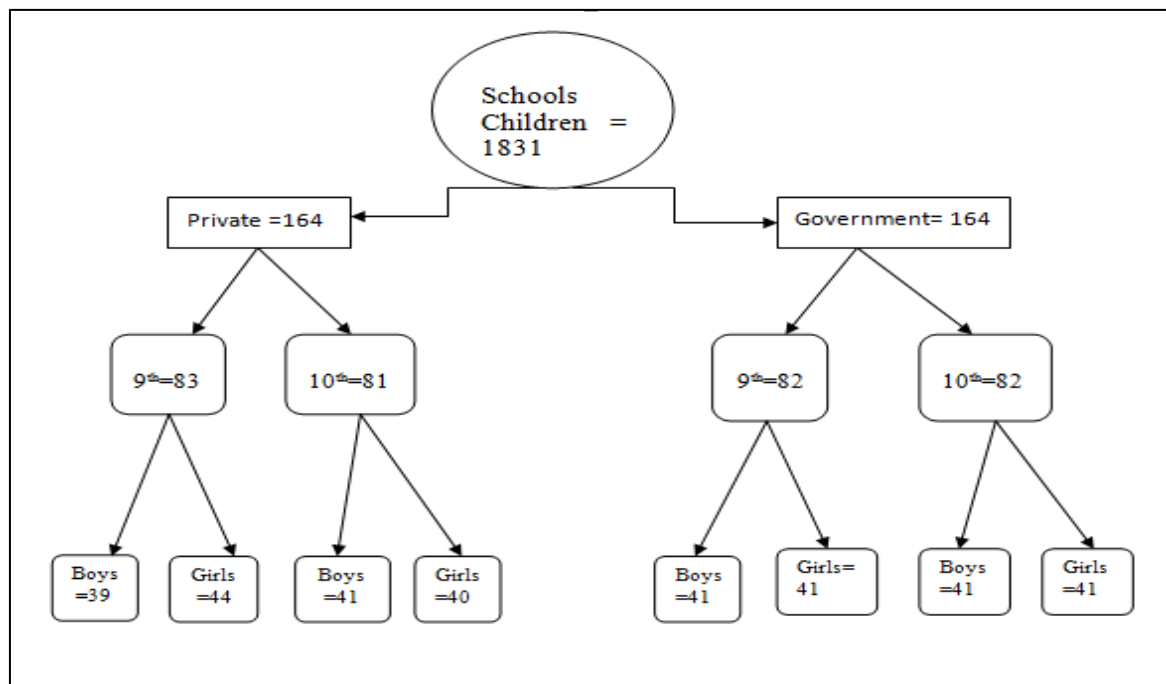 Schools
Children =
1831
Private =164
Government= 164
9th=83
10th=81
9th=82
10th=82
Boys
=39
Girls
=44
Boys
=41
Girls
=40
Boys
=41
Girls=
41
Boys
=41
Girls
=41